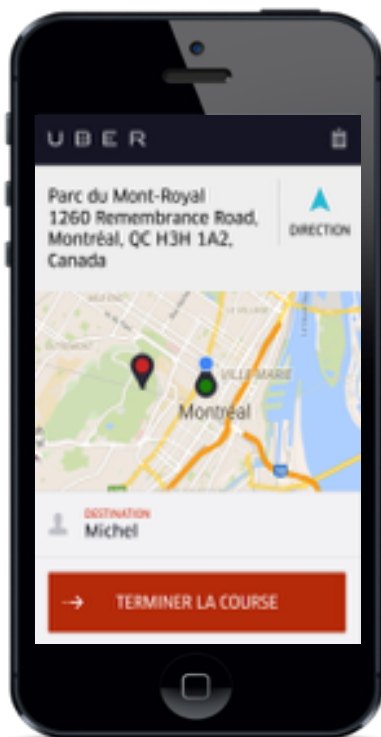 UBER
Parc du Mont-Royal
1260 Remembrance Road,
Montréal, QC H3H 1A2,
Canada
DIRECTION
VILLE MARIE
Montréal
DESTINATION
Michel
→ TERMINER LA COURSE